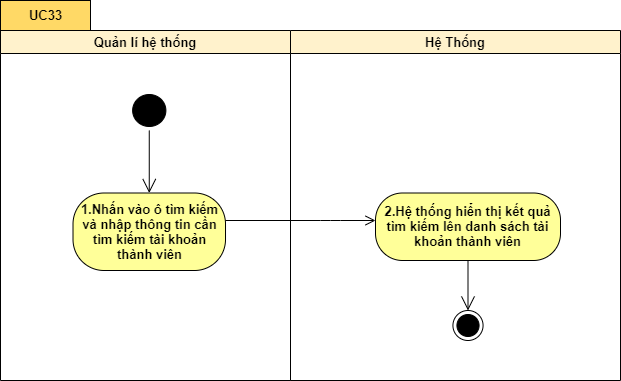 UC33
Quản lí hệ thống
Hệ Thống
1.Nhấn vào ô tìm kiếm
và nhập thông tin cần
tìm kiếm tài khoản
thành viên
2.Hệ thống hiển thị kết quả
tìm kiếm lên danh sách tài
khoản thành viên